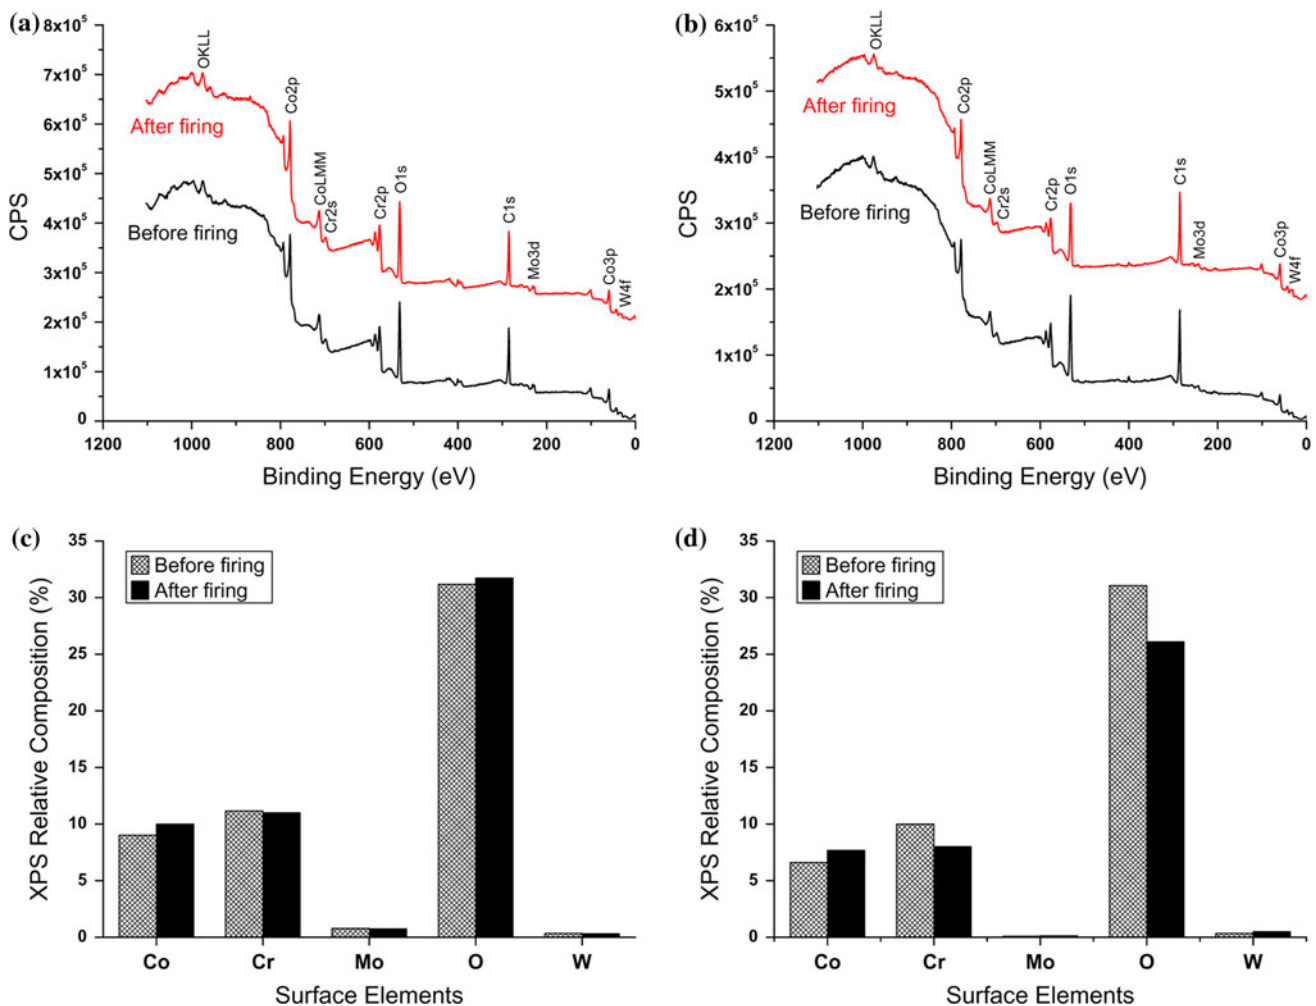 (a)
8x10⁵
7x10⁵
6x10⁵
5x10⁵
4x10⁵
3x10⁵
2x10⁵
1x10⁵
0
CPS
1200 1000 800 600 400 200 0
Binding Energy (eV)
OKLL
Co2p
CoLMM
Cr2s
Cr2p
O1s
C1s
Mo3d
Co3p
W4f
After firing
Before firing
(b)
6x10⁵
5x10⁵
4x10⁵
3x10⁵
2x10⁵
1x10⁵
0
CPS
1200 1000 800 600 400 200 0
Binding Energy (eV)
OKLL
Co2p
CoLMM
Cr2s
Cr2p
O1s
C1s
Mo3d
Co3p
W4f
After firing
Before firing
(c)
35
30
25
20
15
10
5
0
XPS Relative Composition (%)
Before firing
After firing
Co Cr Mo O W
Surface Elements
(d)
35
30
25
20
15
10
5
0
XPS Relative Composition (%)
Before firing
After firing
Co Cr Mo O W
Surface Elements